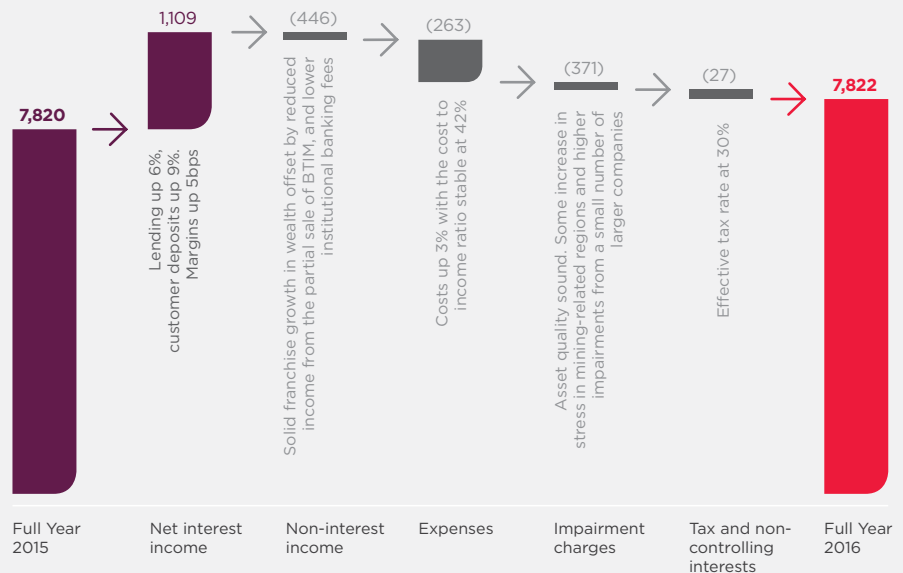 7,820
1,109
(446)
(263)
(371)
(27)
7,822
Lending up 6%,
customer deposits up 9%.
Margins up 5bps
Solid franchise growth in wealth offset by reduced
income from the partial sale of BTIM, and lower
institutional banking fees
Costs up 3% with the cost to
income ratio stable at 42%
Asset quality sound. Some increase in
stress in mining-related regions and higher
impairments from a small number of
larger companies
Effective tax rate at 30%
Full Year
2015
Net interest
income
Non-interest
income
Expenses
Impairment
charges
Tax and non-
controlling
interests
Full Year
2016